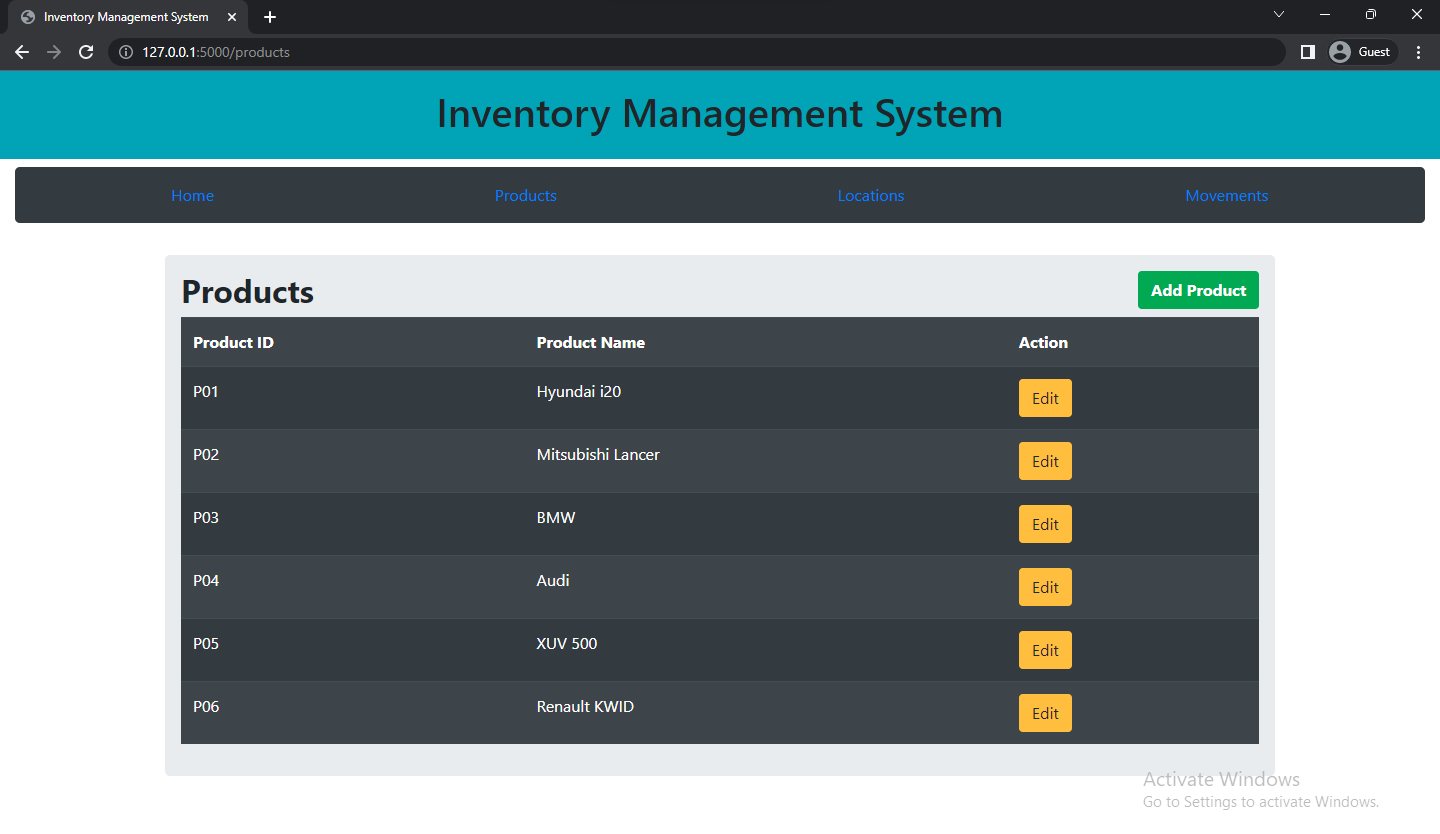 Inventory Management System
127.0.0.1:5000/products
Guest
Inventory Management System
Home Products Locations Movements
Products Add Product
Product ID Product Name Action
P01 Hyundai i20 Edit
P02 Mitsubishi Lancer Edit
P03 BMW Edit
P04 Audi Edit
P05 XUV 500 Edit
P06 Renault KWID Edit
Activate Windows
Go to Settings to activate Windows.